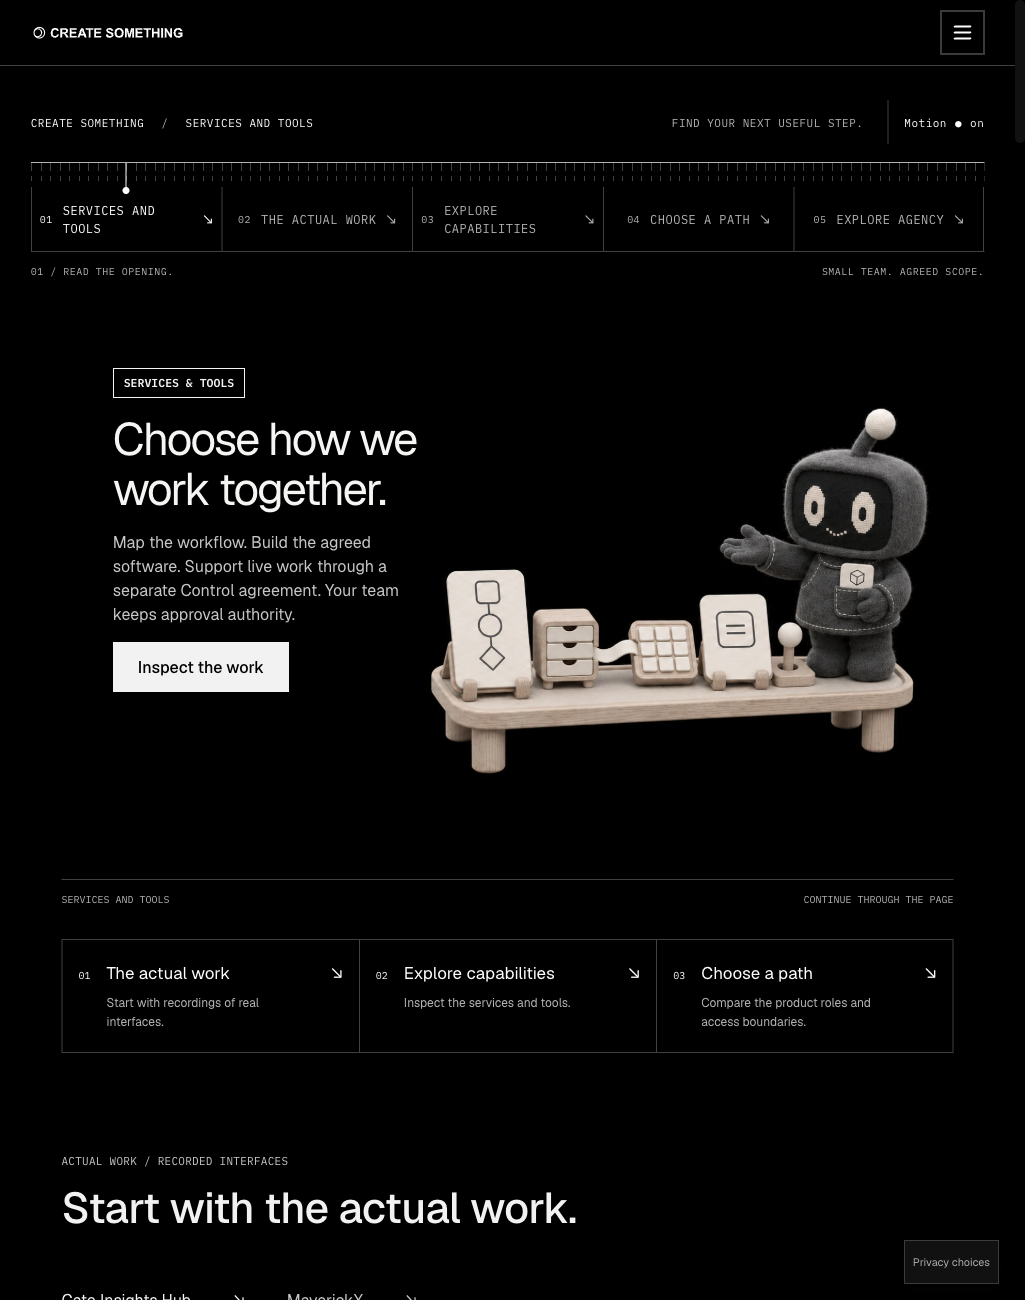 CREATE SOMETHING
CREATE SOMETHING / SERVICES AND TOOLS
FIND YOUR NEXT USEFUL STEP.
Motion ● on
01 SERVICES AND
TOOLS
02 THE ACTUAL WORK
03 EXPLORE
CAPABILITIES
04 CHOOSE A PATH
05 EXPLORE AGENCY
01 / READ THE OPENING.
SMALL TEAM. AGREED SCOPE.
SERVICES & TOOLS
Choose how we
work together.
Map the workflow. Build the agreed
software. Support live work through a
separate Control agreement. Your team
keeps approval authority.
Inspect the work
SERVICES AND TOOLS
CONTINUE THROUGH THE PAGE
01 The actual work
Start with recordings of real
interfaces.
02 Explore capabilities
Inspect the services and tools.
03 Choose a path
Compare the product roles and
access boundaries.
ACTUAL WORK / RECORDED INTERFACES
Start with the actual work.
Privacy choices
Insights Hub
MaverickX